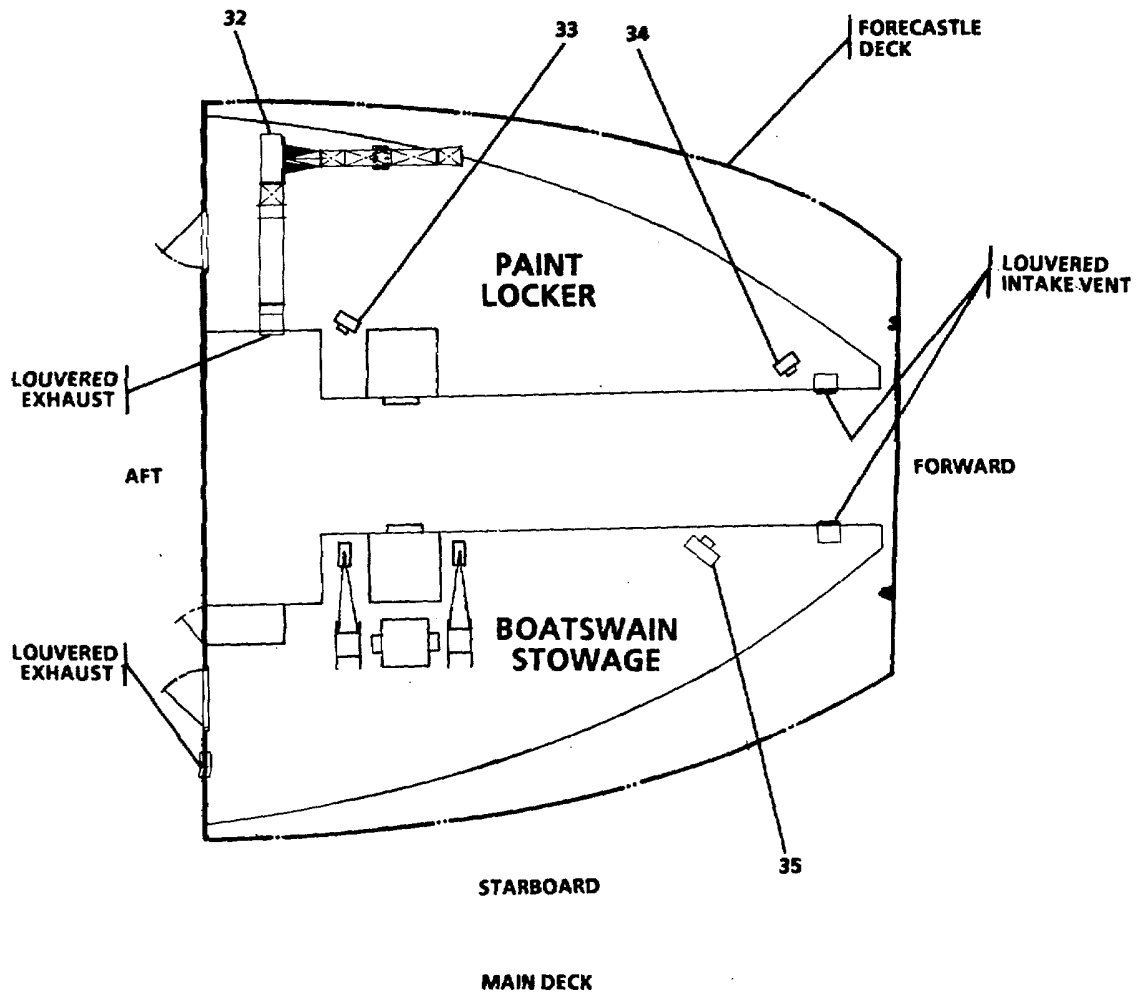 32
33
34
FORECASTLE
DECK
PAINT
LOCKER
LOUVERED
INTAKE VENT
LOUVERED
EXHAUST
AFT
FORWARD
BOATSWAIN
STOWAGE
LOUVERED
EXHAUST
35
STARBOARD
MAIN DECK